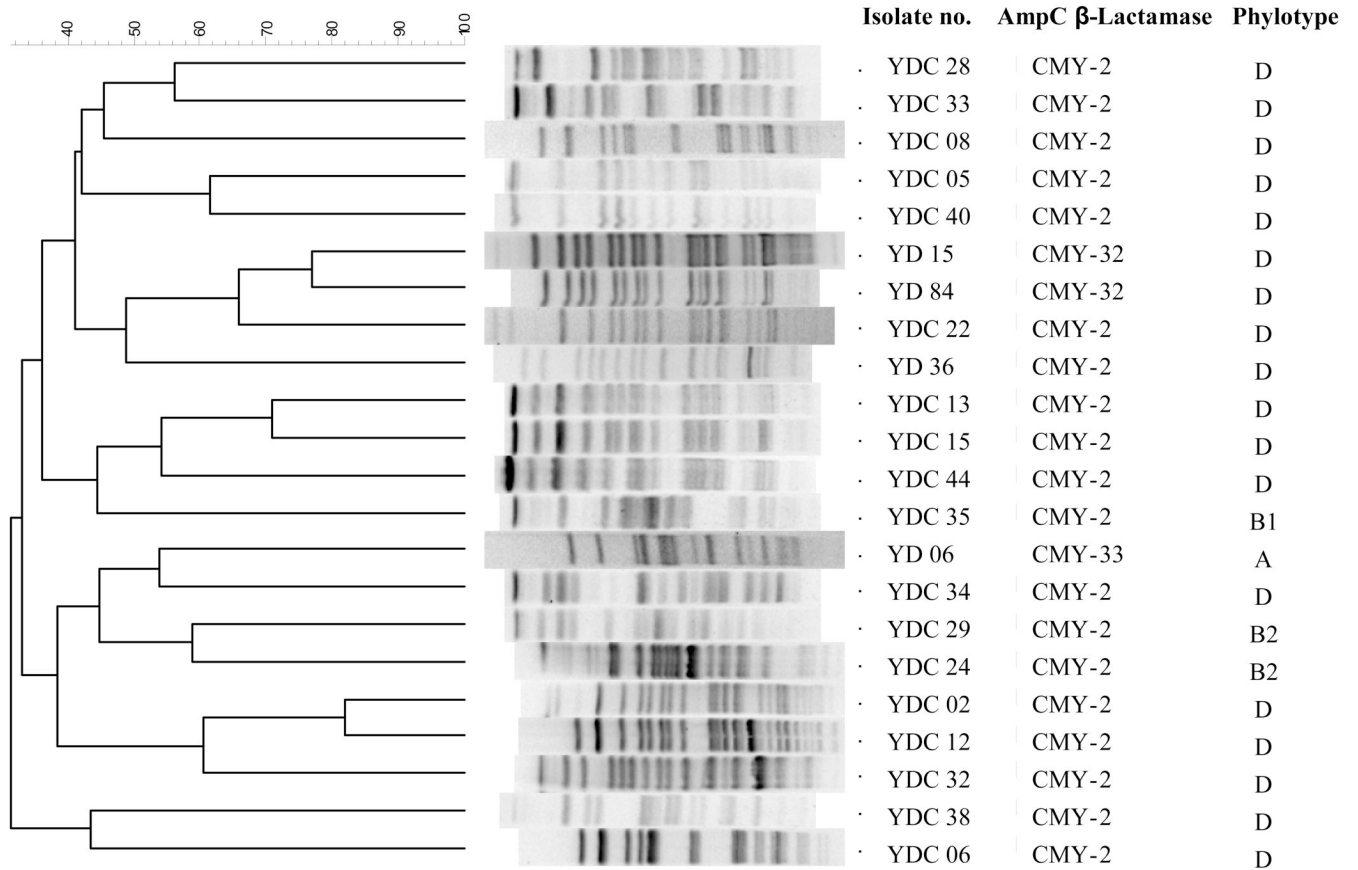 Isolate no. AmpC β-Lactamase Phylotype
40 50 60 70 80 90 100
YDC 28 CMY-2 D
YDC 33 CMY-2 D
YDC 08 CMY-2 D
YDC 05 CMY-2 D
YDC 40 CMY-2 D
YD 15 CMY-32 D
YD 84 CMY-32 D
YDC 22 CMY-2 D
YD 36 CMY-2 D
YDC 13 CMY-2 D
YDC 15 CMY-2 D
YDC 44 CMY-2 D
YDC 35 CMY-2 B1
YD 06 CMY-33 A
YDC 34 CMY-2 D
YDC 29 CMY-2 B2
YDC 24 CMY-2 B2
YDC 02 CMY-2 D
YDC 12 CMY-2 D
YDC 32 CMY-2 D
YDC 38 CMY-2 D
YDC 06 CMY-2 D